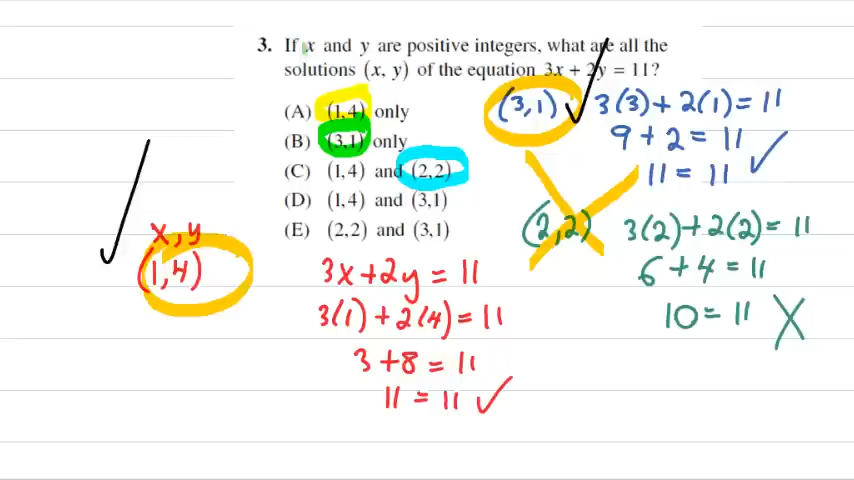 3. If x and y are positive integers, what are all the
solutions (x, y) of the equation 3x + 2y = 11?
(A) (1,4) only
(B) (3,1) only
(C) (1,4) and (2,2)
(D) (1,4) and (3,1)
(E) (2,2) and (3,1)
(3,1) 3(3)+2(1)=11
9+2=11
11=11 ✓
(2,2) 3(2)+2(2)=11
6+4=11
10=11 X
x,y
(1,4)
3x+2y=11
3(1)+2(4)=11
3+8=11
11=11 ✓